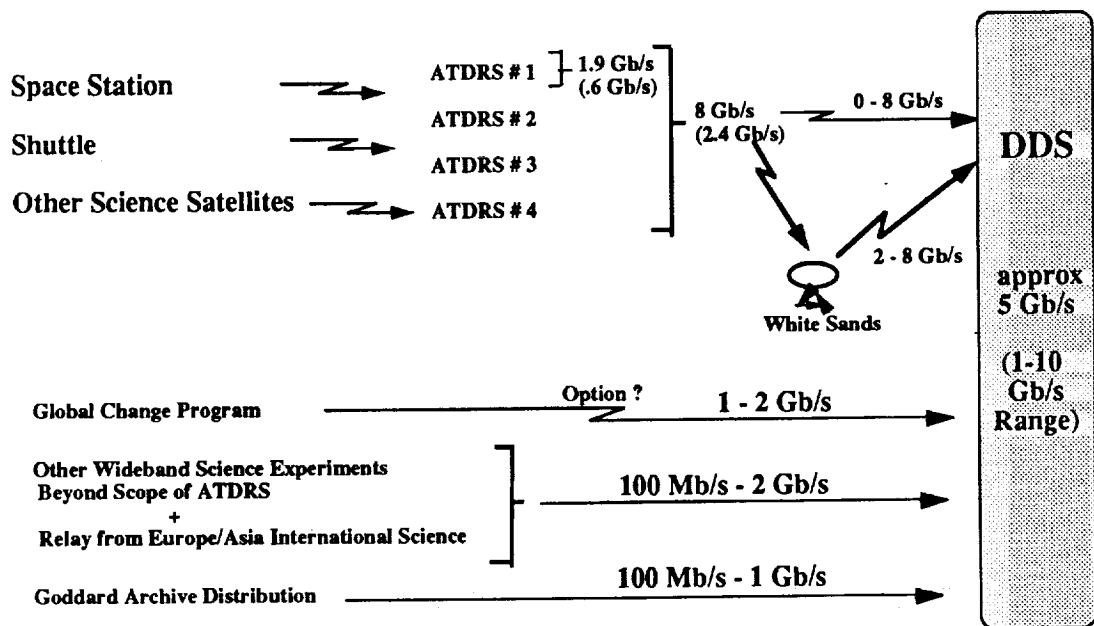 Space Station
Shuttle
Other Science Satellites
ATDRS # 1
ATDRS # 2
ATDRS # 3
ATDRS # 4
1.9 Gb/s
(.6 Gb/s)
8 Gb/s
(2.4 Gb/s)
0 - 8 Gb/s
2 - 8 Gb/s
White Sands
DDS
approx
5 Gb/s
(1-10
Gb/s
Range)
Global Change Program
Option ?
1 - 2 Gb/s
Other Wideband Science Experiments
Beyond Scope of ATDRS
+
Relay from Europe/Asia International Science
100 Mb/s - 2 Gb/s
Goddard Archive Distribution
100 Mb/s - 1 Gb/s